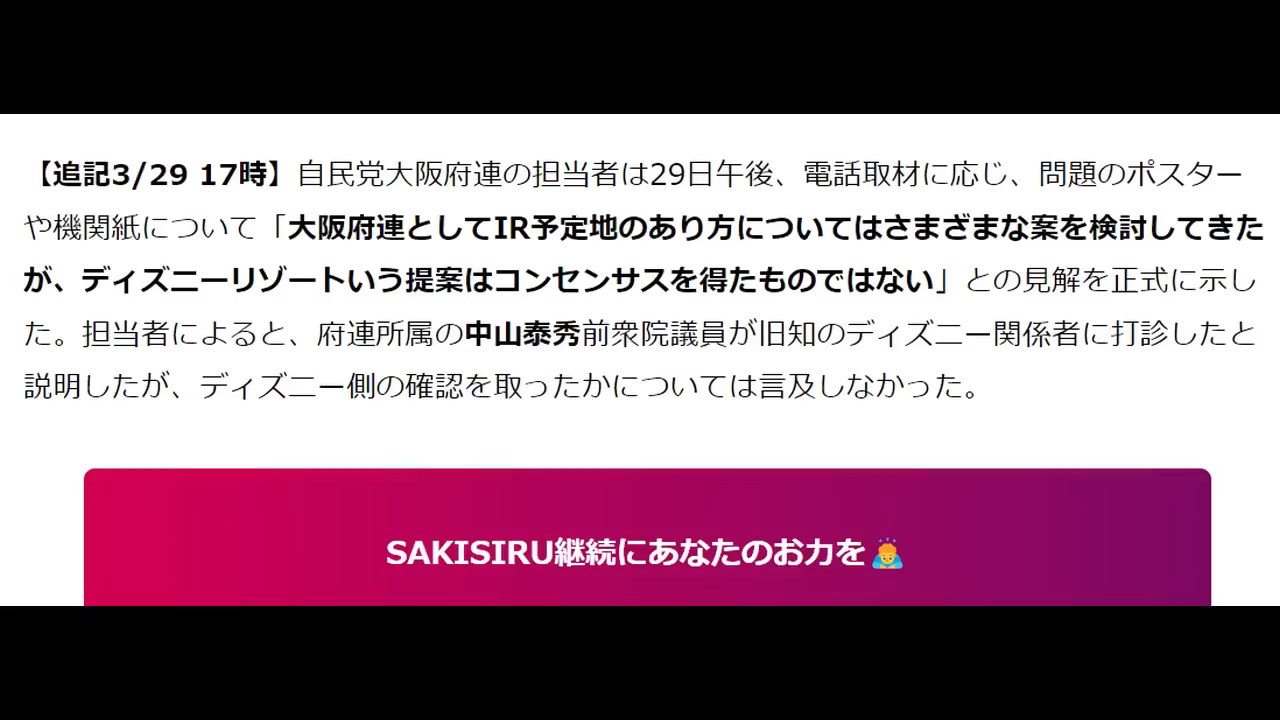 【追記3/29 17時】自民党大阪府連の担当者は29日午後、電話取材に応じ、問題のポスター
や機関紙について「大阪府連としてIR予定地のあり方についてはさまざまな案を検討してきた
が、ディズニーリゾートいう提案はコンセンサスを得たものではない」との見解を正式に示し
た。担当者によると、府連所属の中山泰秀前衆院議員が旧知のディズニー関係者に打診したと
説明したが、ディズニー側の確認を取ったかについては言及しなかった。
SAKISIRU継続にあなたのお力を🙇